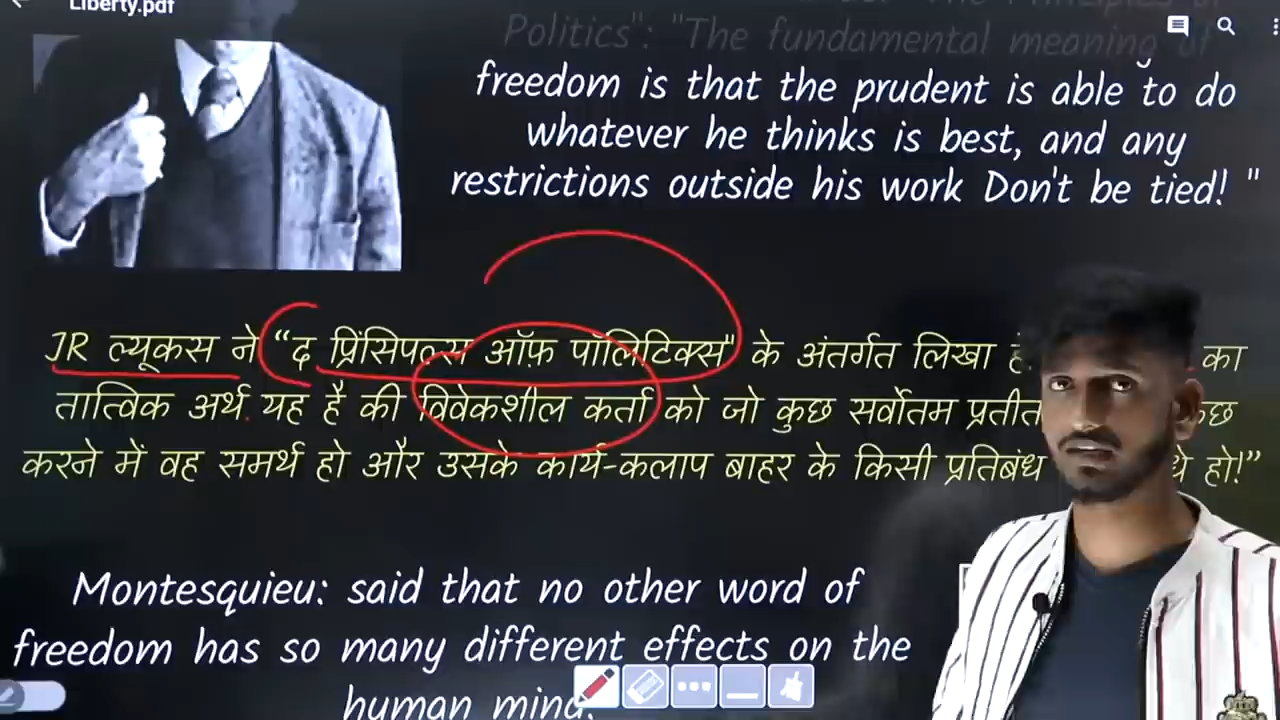 Liberty.pdf
Politics": "The fundamental meaning of
freedom is that the prudent is able to do
whatever he thinks is best, and any
restrictions outside his work Don't be tied! "
JR ल्यूकस ने “द प्रिंसिपल्स ऑफ़ पॉलिटिक्स" के अंतर्गत लिखा का
तात्विक अर्थ यह है की विवेकशील कर्ता को जो कुछ सर्वोतम प्रतीत
करने में वह समर्थ हो और उसके कार्य-कलाप बाहर के किसी प्रतिबंध हो!”
Montesquieu: said that no other word of
freedom has so many different effects on the
human mind.